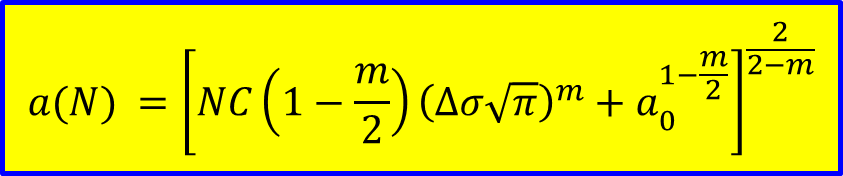 a(N) = [NC(1 − m/2)(Δσ√π)^m + a_0^{1−m/2}]^{2/(2−m)}